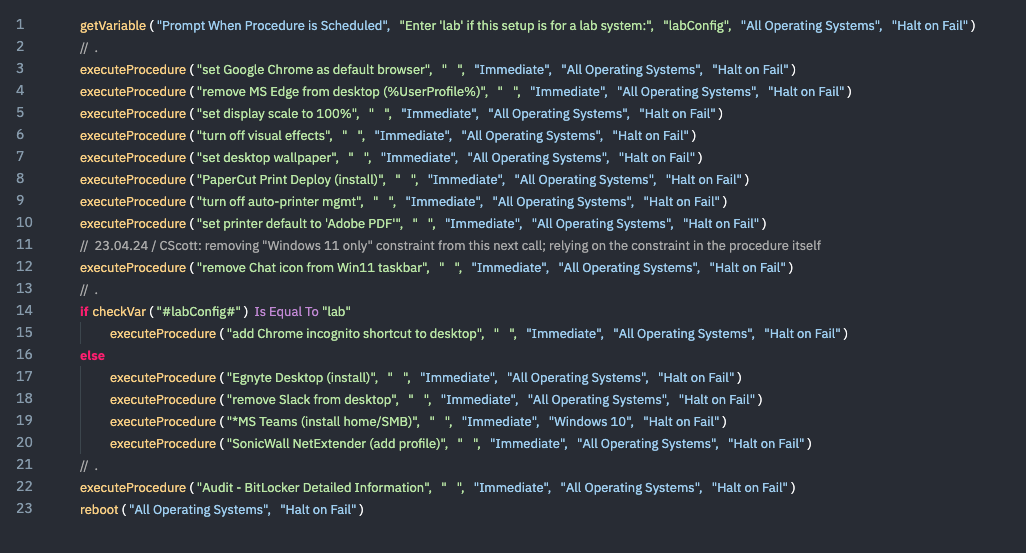 1 getVariable ("Prompt When Procedure is Scheduled", "Enter 'lab' if this setup is for a lab system:", "labConfig", "All Operating Systems", "Halt on Fail")
2 // .
3 executeProcedure ("set Google Chrome as default browser", " ", "Immediate", "All Operating Systems", "Halt on Fail")
4 executeProcedure ("remove MS Edge from desktop (%UserProfile%)", " ", "Immediate", "All Operating Systems", "Halt on Fail")
5 executeProcedure ("set display scale to 100%", " ", "Immediate", "All Operating Systems", "Halt on Fail")
6 executeProcedure ("turn off visual effects", " ", "Immediate", "All Operating Systems", "Halt on Fail")
7 executeProcedure ("set desktop wallpaper", " ", "Immediate", "All Operating Systems", "Halt on Fail")
8 executeProcedure ("PaperCut Print Deploy (install)", " ", "Immediate", "All Operating Systems", "Halt on Fail")
9 executeProcedure ("turn off auto-printer mgmt", " ", "Immediate", "All Operating Systems", "Halt on Fail")
10 executeProcedure ("set printer default to 'Adobe PDF'", " ", "Immediate", "All Operating Systems", "Halt on Fail")
11 // 23.04.24 / CScott: removing "Windows 11 only" constraint from this next call; relying on the constraint in the procedure itself
12 executeProcedure ("remove Chat icon from Win11 taskbar", " ", "Immediate", "All Operating Systems", "Halt on Fail")
13 // .
14 if checkVar ("#labConfig#") Is Equal To "lab"
15 executeProcedure ("add Chrome incognito shortcut to desktop", " ", "Immediate", "All Operating Systems", "Halt on Fail")
16 else
17 executeProcedure ("Egnyte Desktop (install)", " ", "Immediate", "All Operating Systems", "Halt on Fail")
18 executeProcedure ("remove Slack from desktop", " ", "Immediate", "All Operating Systems", "Halt on Fail")
19 executeProcedure ("*MS Teams (install home/SMB)", " ", "Immediate", "Windows 10", "Halt on Fail")
20 executeProcedure ("SonicWall NetExtender (add profile)", " ", "Immediate", "All Operating Systems", "Halt on Fail")
21 // .
22 executeProcedure ("Audit - BitLocker Detailed Information", " ", "Immediate", "All Operating Systems", "Halt on Fail")
23 reboot ("All Operating Systems", "Halt on Fail")